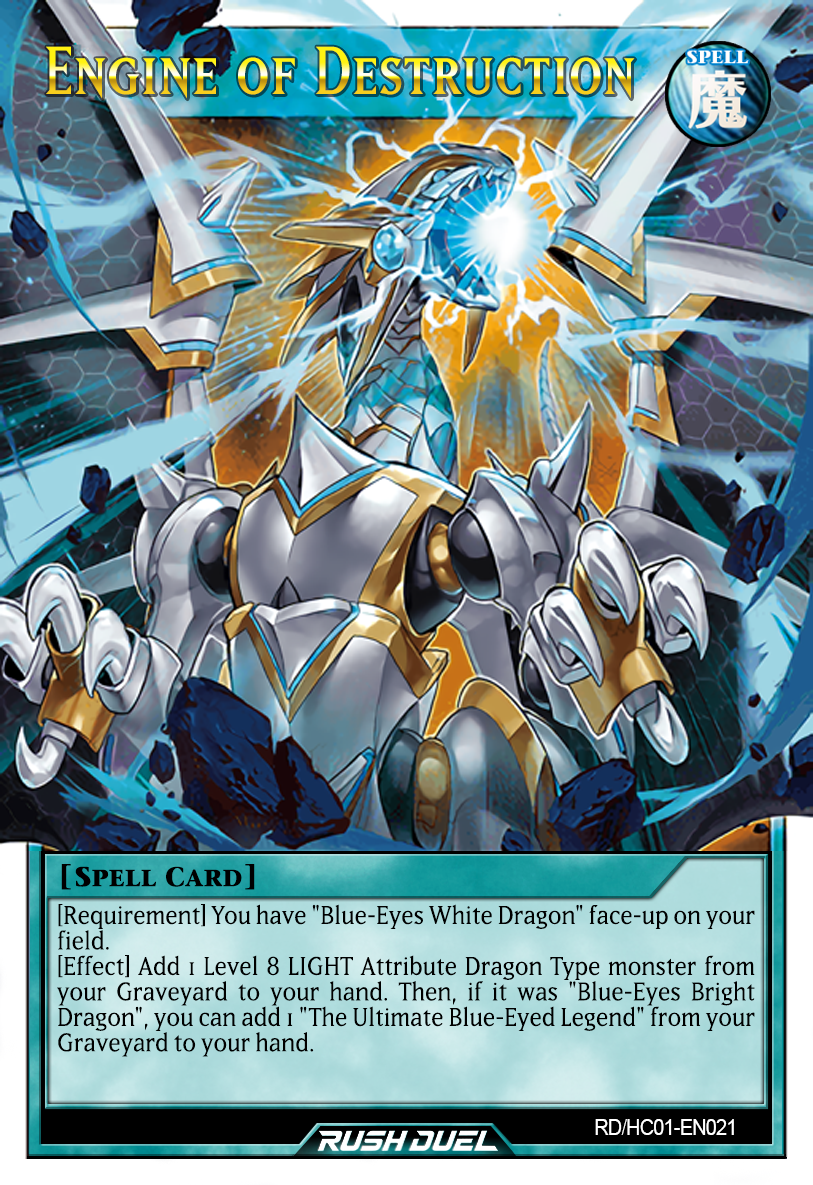 Engine of Destruction
SPELL
魔
[Spell Card]
[Requirement] You have "Blue-Eyes White Dragon" face-up on your
field.
[Effect] Add 1 Level 8 LIGHT Attribute Dragon Type monster from
your Graveyard to your hand. Then, if it was "Blue-Eyes Bright
Dragon", you can add 1 "The Ultimate Blue-Eyed Legend" from your
Graveyard to your hand.
RD/HC01-EN021
RUSH DUEL